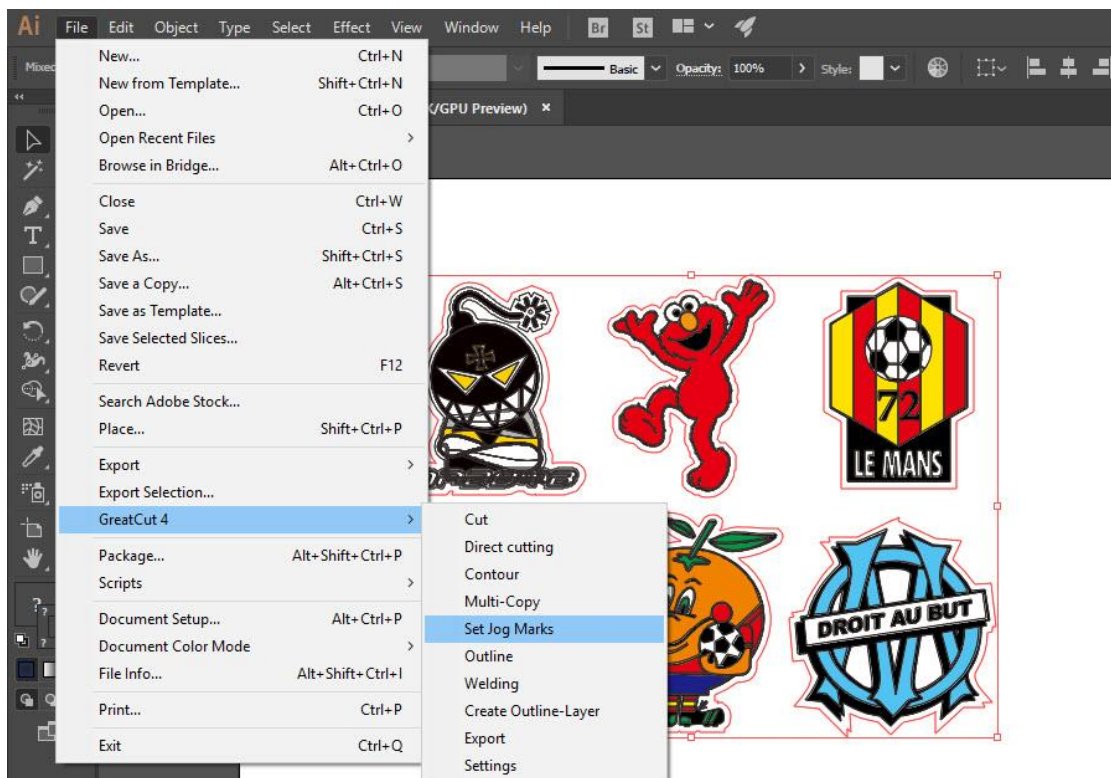 Ai File Edit Object Type Select Effect View Window Help Br St
Mixed Basic Opacity: 100% Style:
/GPU Preview) ×
New... Ctrl+N
New from Template... Shift+Ctrl+N
Open... Ctrl+O
Open Recent Files
Browse in Bridge... Alt+Ctrl+O
Close Ctrl+W
Save Ctrl+S
Save As... Shift+Ctrl+S
Save a Copy... Alt+Ctrl+S
Save as Template...
Save Selected Slices...
Revert F12
Search Adobe Stock...
Place... Shift+Ctrl+P
Export
Export Selection...
GreatCut 4
Package... Alt+Shift+Ctrl+P
Scripts
Document Setup... Alt+Ctrl+P
Document Color Mode
File Info... Alt+Shift+Ctrl+I
Print... Ctrl+P
Exit Ctrl+Q
Cut
Direct cutting
Contour
Multi-Copy
Set Jog Marks
Outline
Welding
Create Outline-Layer
Export
Settings
72
LE MANS
DROIT AU BUT